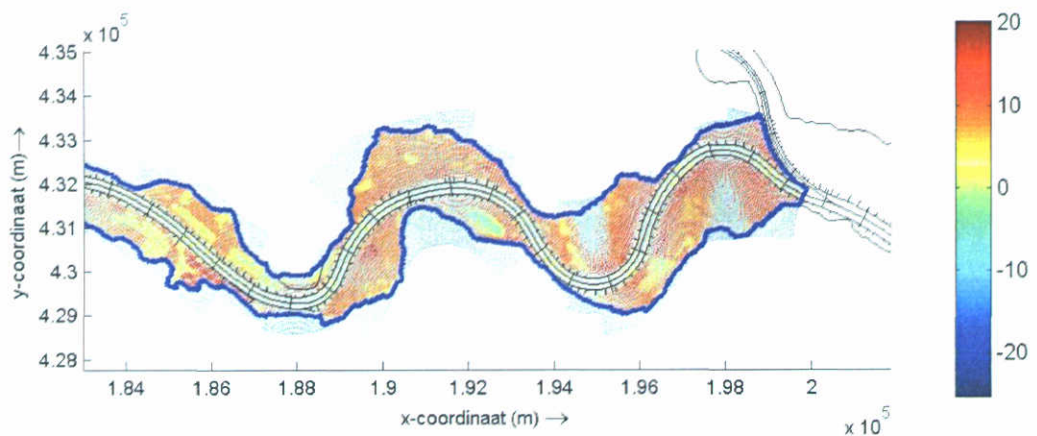 x 10^5
4.35
4.34
4.33
4.32
4.31
4.3
4.29
4.28
y-coordinaat (m) →
1.84 1.86 1.88 1.9 1.92 1.94 1.96 1.98 2
x-coordinaat (m) →
x 10^5
20
10
0
-10
-20